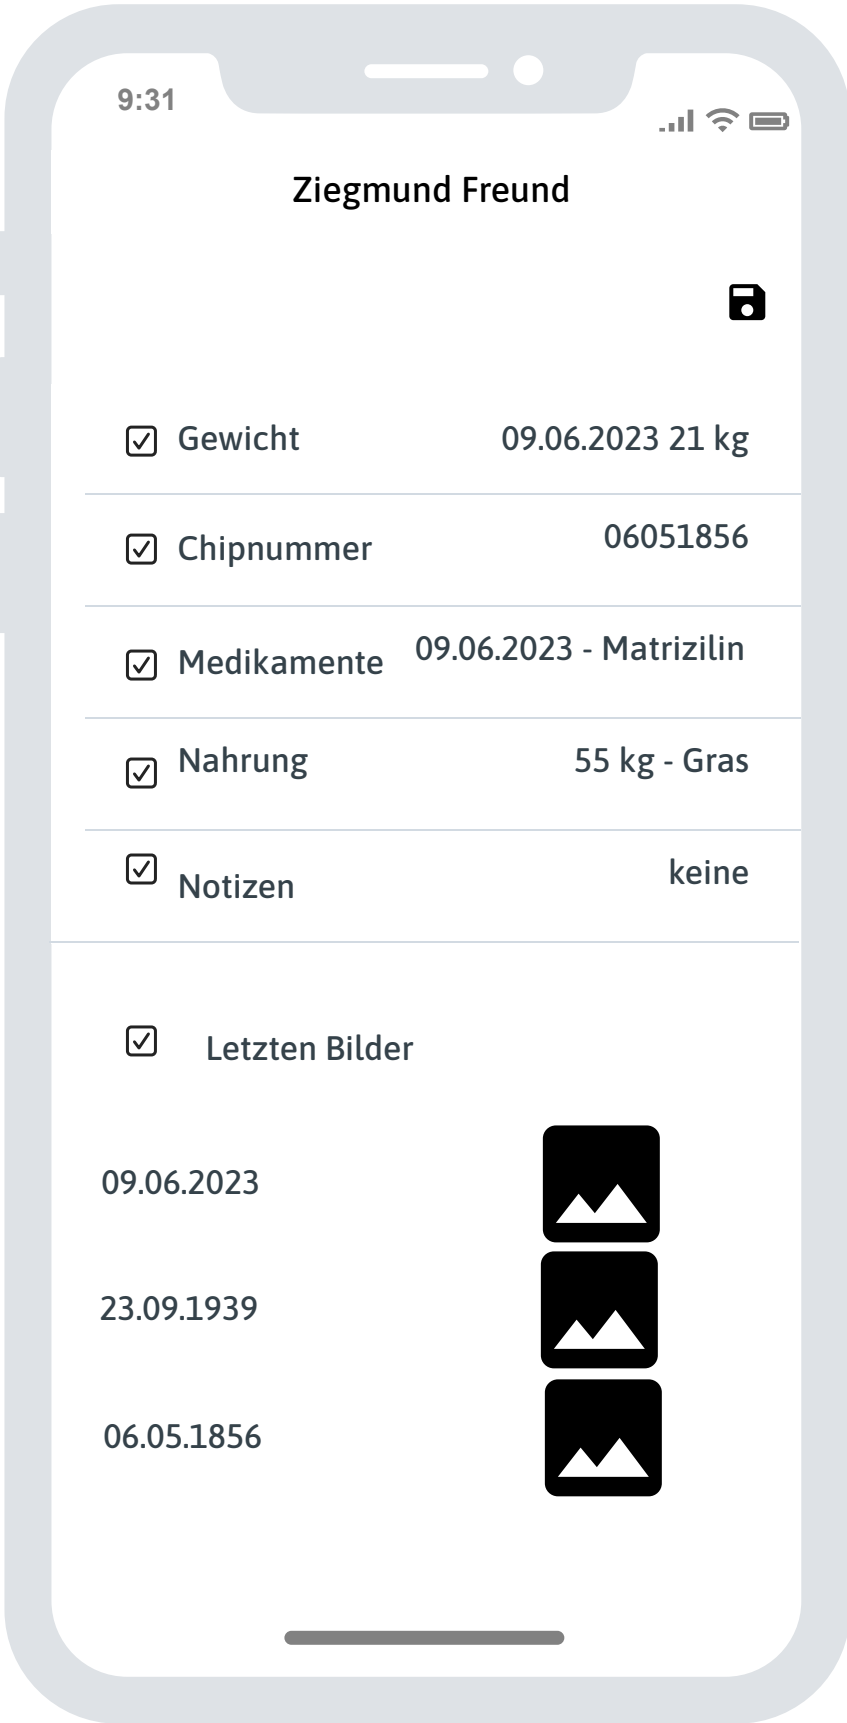 9:31
Ziegmund Freund
Gewicht 09.06.2023 21 kg
Chipnummer 06051856
Medikamente 09.06.2023 - Matrizilin
Nahrung 55 kg - Gras
Notizen keine
Letzten Bilder
09.06.2023
23.09.1939
06.05.1856